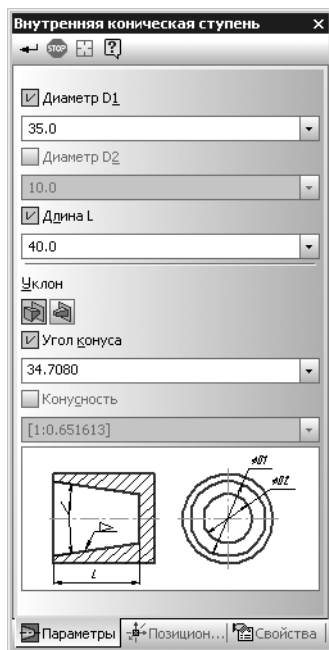 Внутренняя коническая ступень
STOP
Диаметр D1
35.0
Диаметр D2
10.0
Длина L
40.0
Уклон
Угол конуса
34.7080
Конусность
[1:0.651613]
⌀D1
⌀D2
L
Параметры Позицион... Свойства